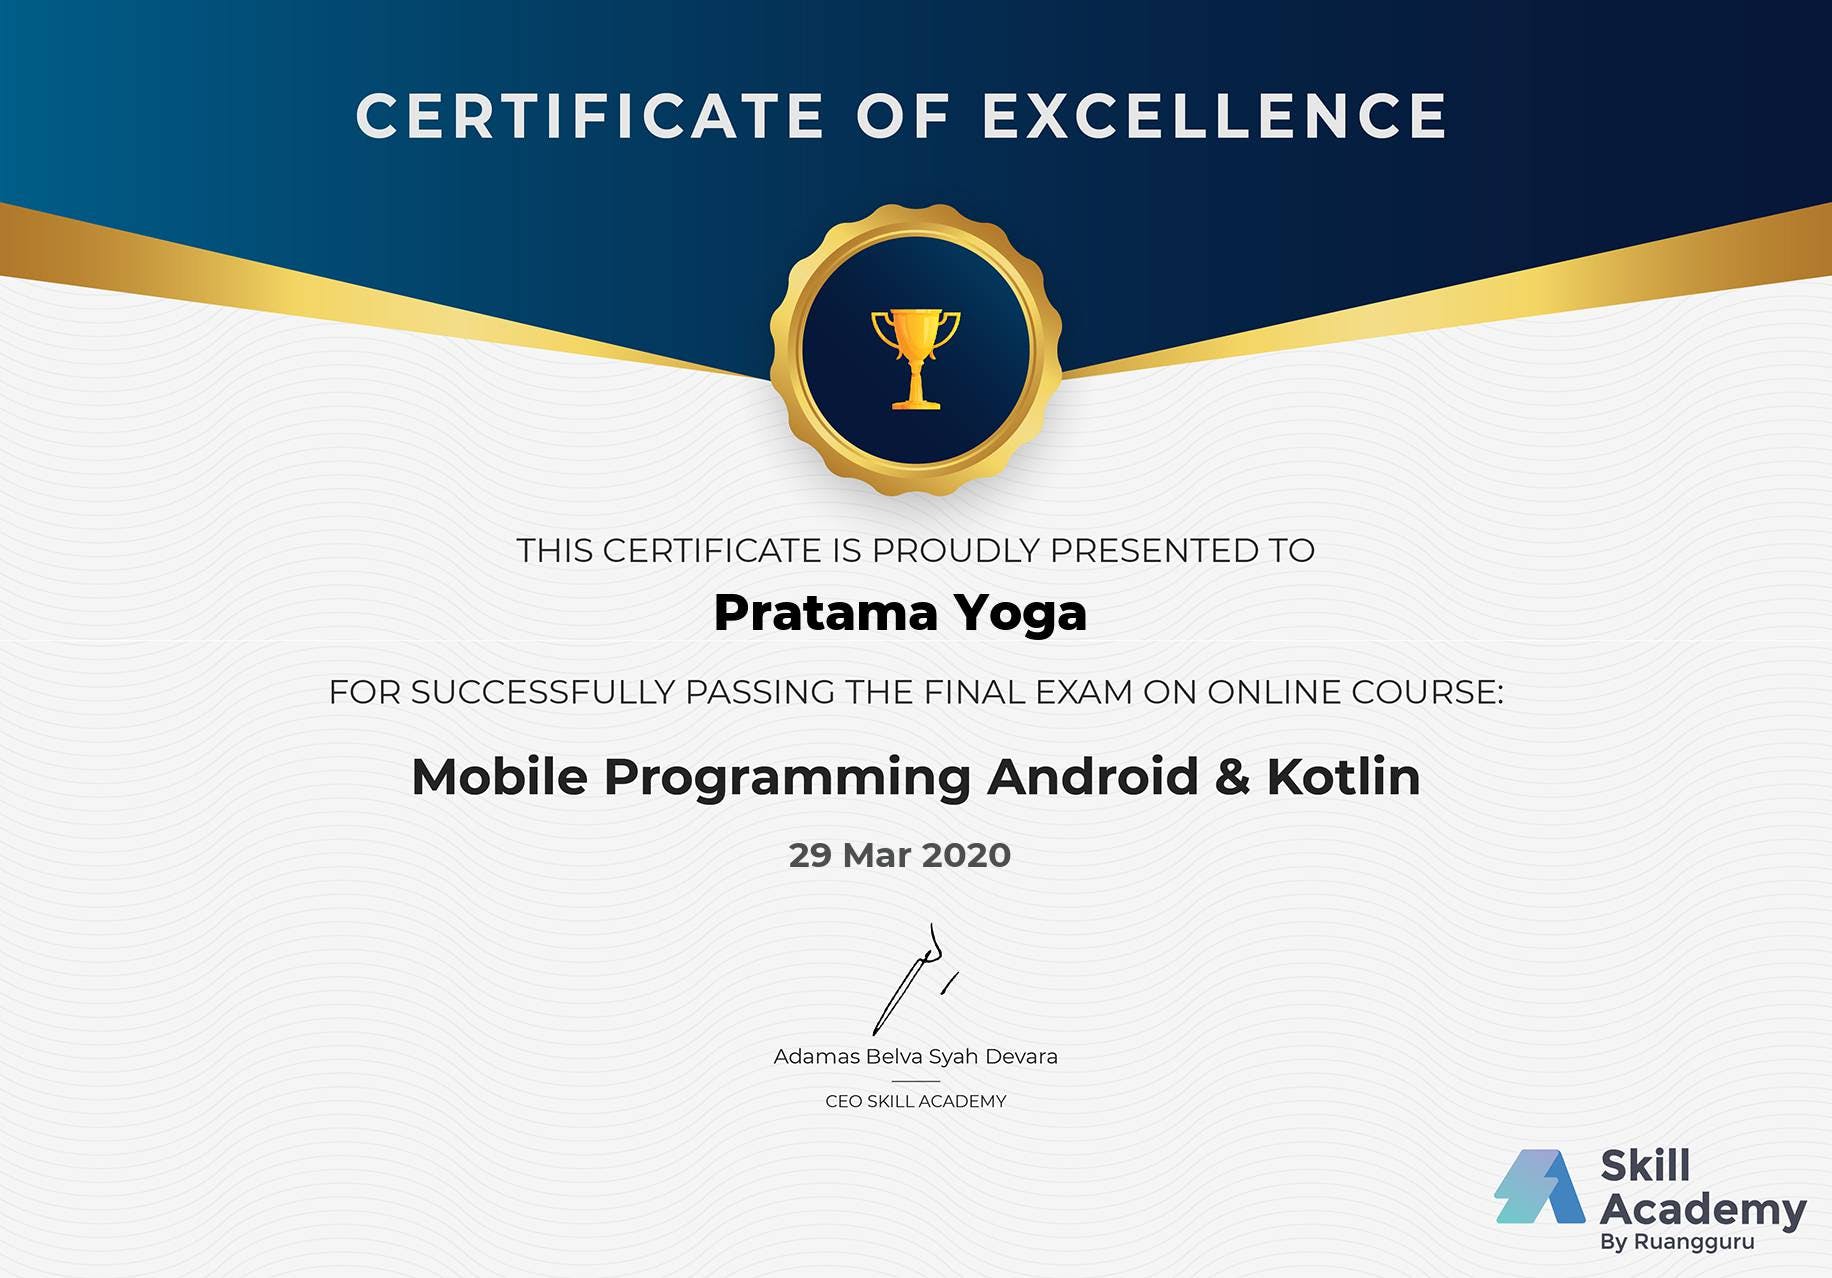 CERTIFICATE OF EXCELLENCE
THIS CERTIFICATE IS PROUDLY PRESENTED TO
Pratama Yoga
FOR SUCCESSFULLY PASSING THE FINAL EXAM ON ONLINE COURSE:
Mobile Programming Android & Kotlin
29 Mar 2020
Adamas Belva Syah Devara
CEO SKILL ACADEMY
Skill
Academy
By Ruangguru